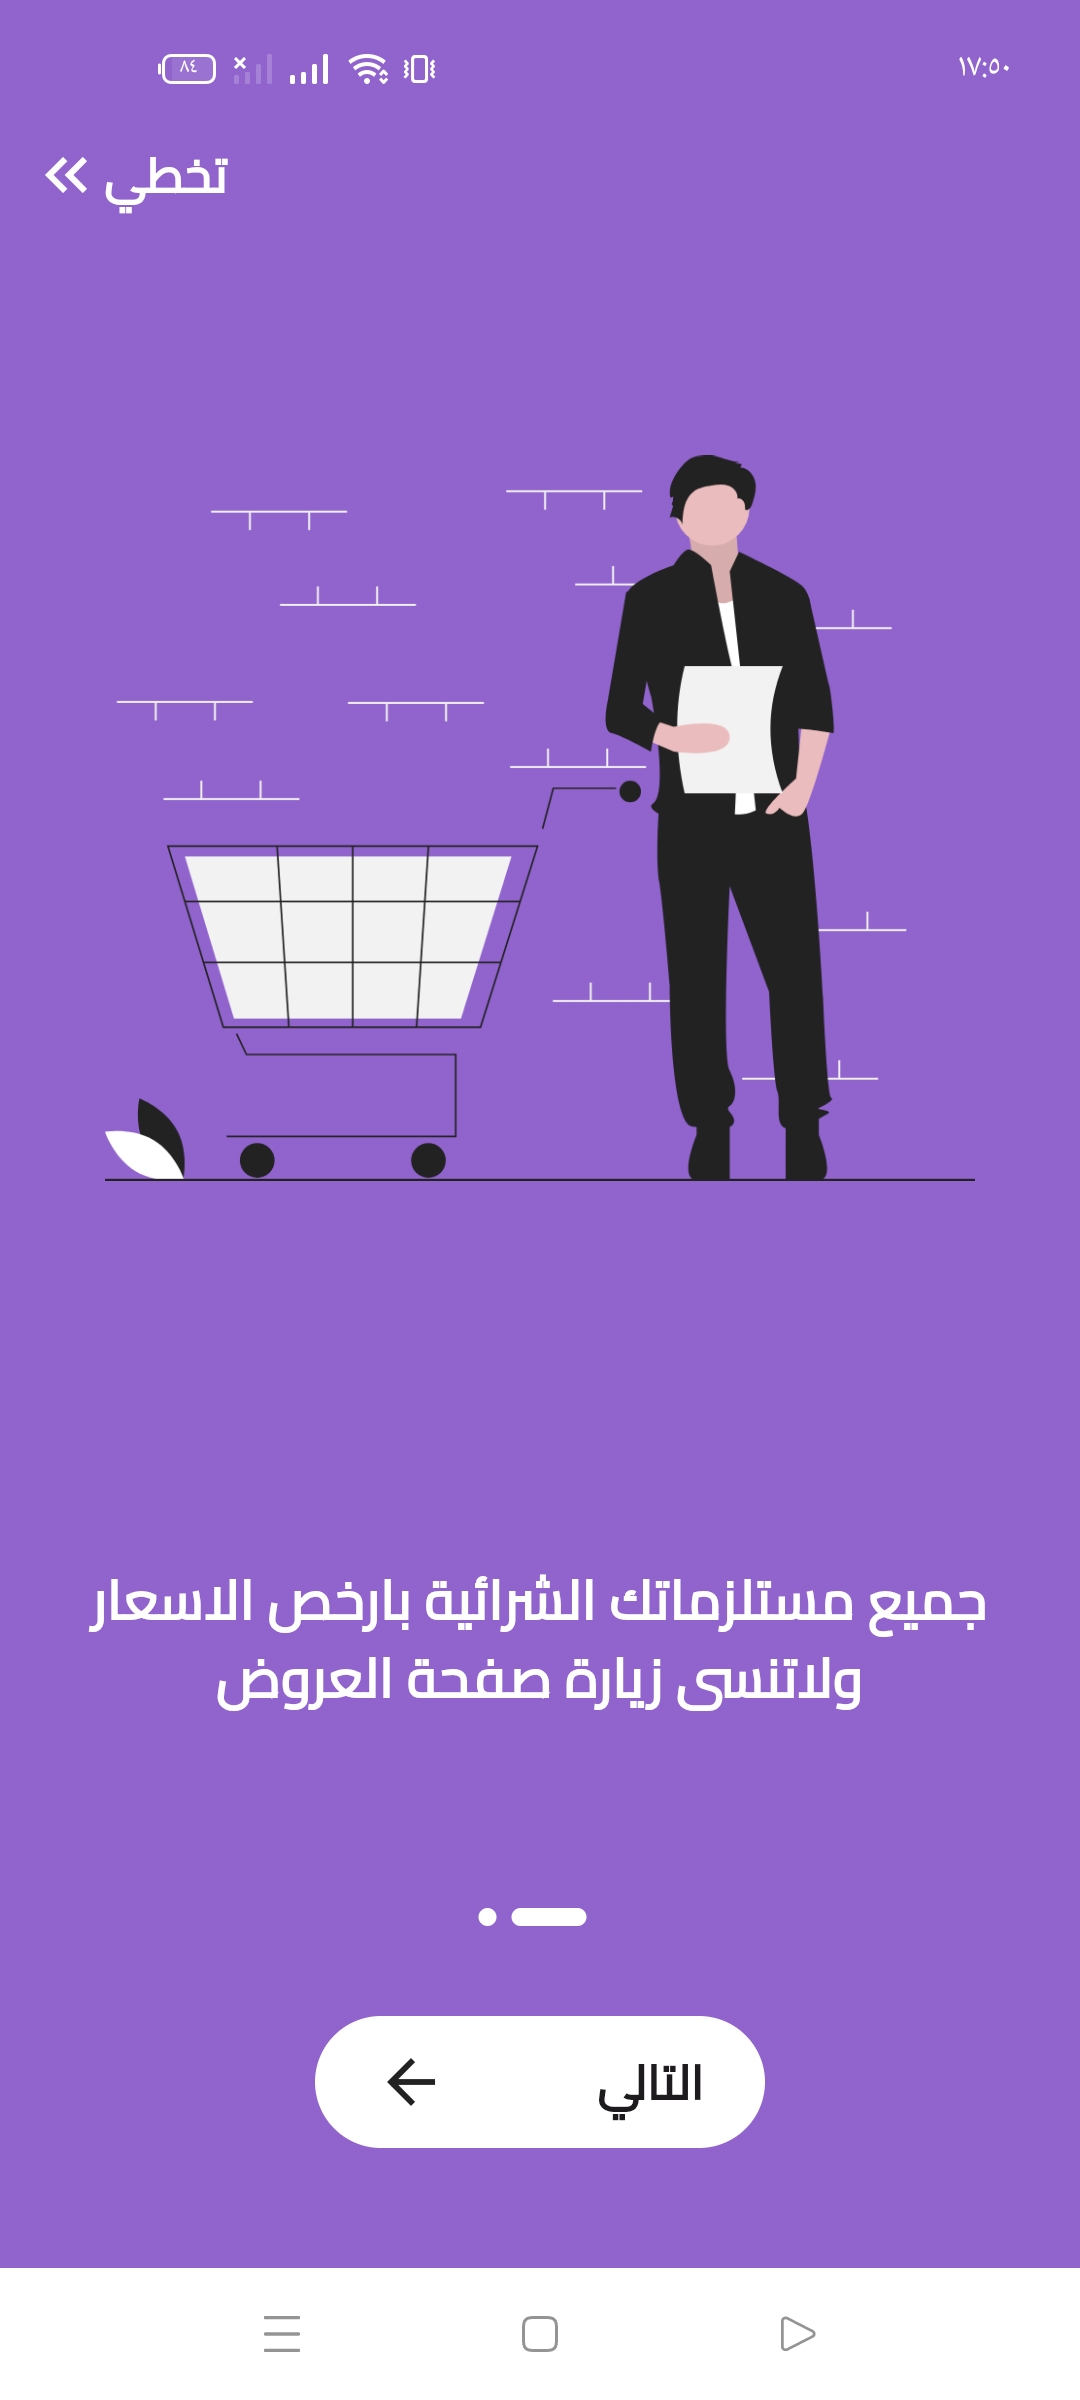 ١٧:٥٠
٨٤
تخطي
جميع مستلزماتك الشرائية بارخص الاسعار
ولاتنسى زيارة صفحة العروض
التالي